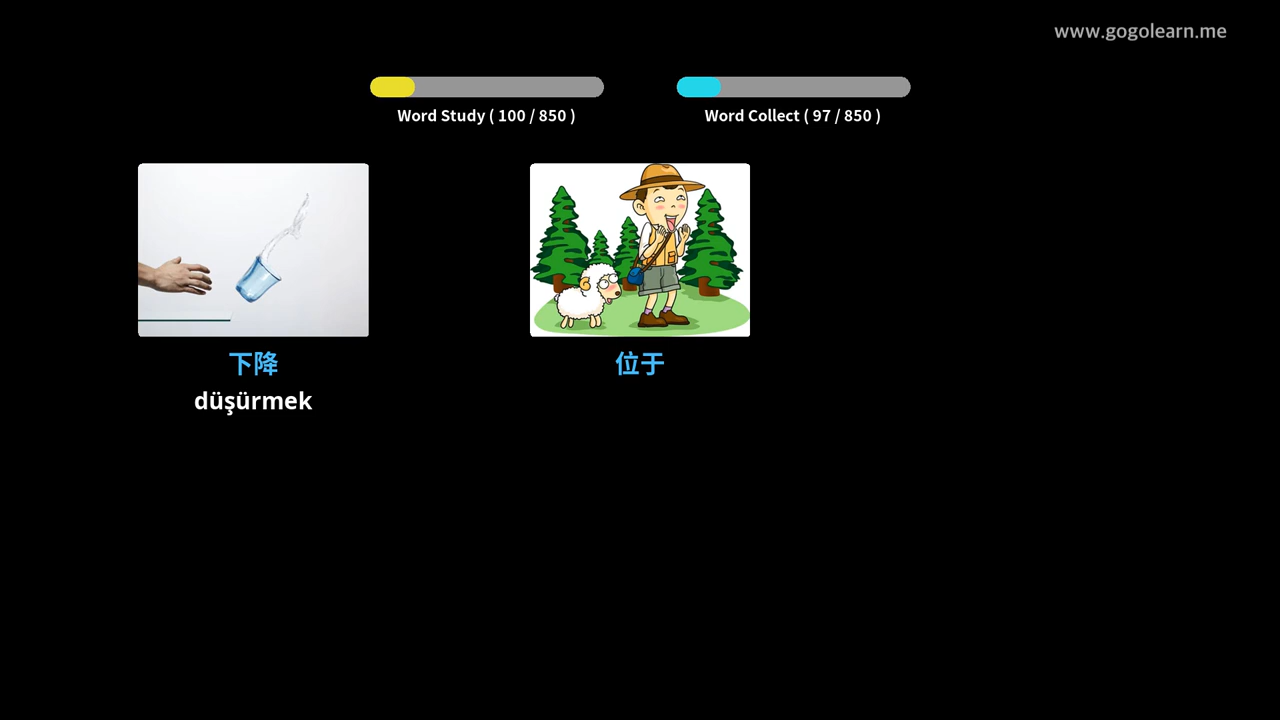 www.gogolearn.me
Word Study ( 100 / 850 )
Word Collect ( 97 / 850 )
下降
位于
düşürmek